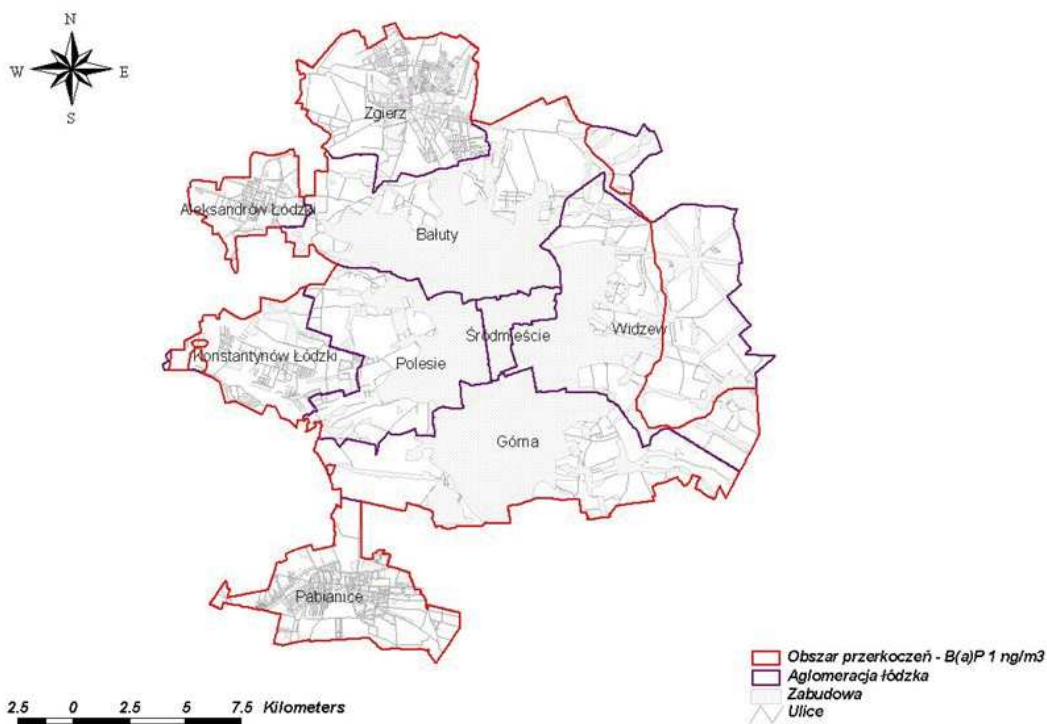 N
W E
S
Zgierz
Aleksandrów Łódzki
Bałuty
Śródmieście
Widzew
Konstantynów Łódzki
Polesie
Górna
Pabianice
Obszar przerkoczeń - B(a)P 1 ng/m3
Aglomeracja łódzka
Zabudowa
Ulice
2.5 0 2.5 5 7.5 Kilometers